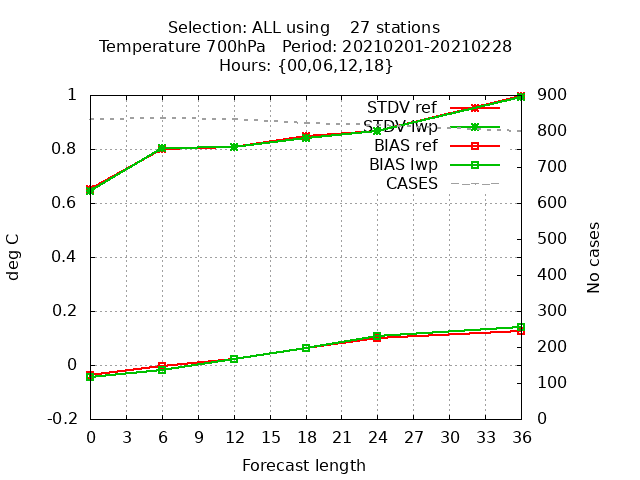 Selection: ALL using    27 stations
Temperature 700hPa   Period: 20210201-20210228
Hours: {00,06,12,18}
1
0.8
0.6
0.4
0.2
0
-0.2
deg C
STDV ref
STDV lwp
BIAS ref
BIAS lwp
CASES
900
800
700
600
500
400
300
200
100
0
No cases
0 3 6 9 12 15 18 21 24 27 30 33 36
Forecast length